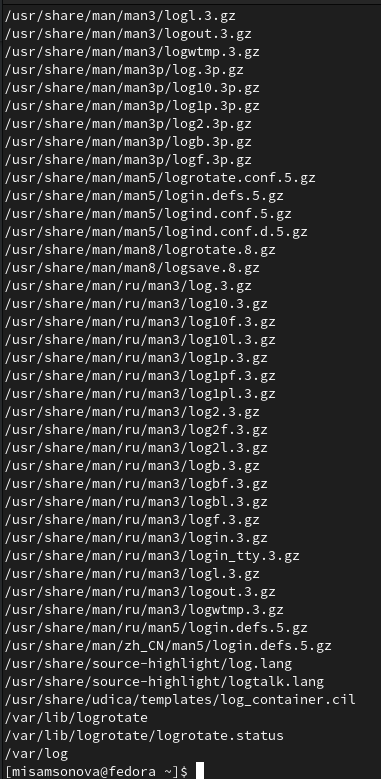 /usr/share/man/man3/logl.3.gz
/usr/share/man/man3/logout.3.gz
/usr/share/man/man3/logwtmp.3.gz
/usr/share/man/man3p/log.3p.gz
/usr/share/man/man3p/log10.3p.gz
/usr/share/man/man3p/log1p.3p.gz
/usr/share/man/man3p/log2.3p.gz
/usr/share/man/man3p/logb.3p.gz
/usr/share/man/man3p/logf.3p.gz
/usr/share/man/man5/logrotate.conf.5.gz
/usr/share/man/man5/login.defs.5.gz
/usr/share/man/man5/logind.conf.5.gz
/usr/share/man/man5/logind.conf.d.5.gz
/usr/share/man/man8/logrotate.8.gz
/usr/share/man/man8/logsave.8.gz
/usr/share/man/ru/man3/log.3.gz
/usr/share/man/ru/man3/log10.3.gz
/usr/share/man/ru/man3/log10f.3.gz
/usr/share/man/ru/man3/log10l.3.gz
/usr/share/man/ru/man3/log1p.3.gz
/usr/share/man/ru/man3/log1pf.3.gz
/usr/share/man/ru/man3/log1pl.3.gz
/usr/share/man/ru/man3/log2.3.gz
/usr/share/man/ru/man3/log2f.3.gz
/usr/share/man/ru/man3/log2l.3.gz
/usr/share/man/ru/man3/logb.3.gz
/usr/share/man/ru/man3/logbf.3.gz
/usr/share/man/ru/man3/logbl.3.gz
/usr/share/man/ru/man3/logf.3.gz
/usr/share/man/ru/man3/login.3.gz
/usr/share/man/ru/man3/login_tty.3.gz
/usr/share/man/ru/man3/logl.3.gz
/usr/share/man/ru/man3/logout.3.gz
/usr/share/man/ru/man3/logwtmp.3.gz
/usr/share/man/ru/man5/login.defs.5.gz
/usr/share/man/zh_CN/man5/login.defs.5.gz
/usr/share/source-highlight/log.lang
/usr/share/source-highlight/logtalk.lang
/usr/share/udica/templates/log_container.cil
/var/lib/logrotate
/var/lib/logrotate/logrotate.status
/var/log
[misamsonova@fedora ~]$